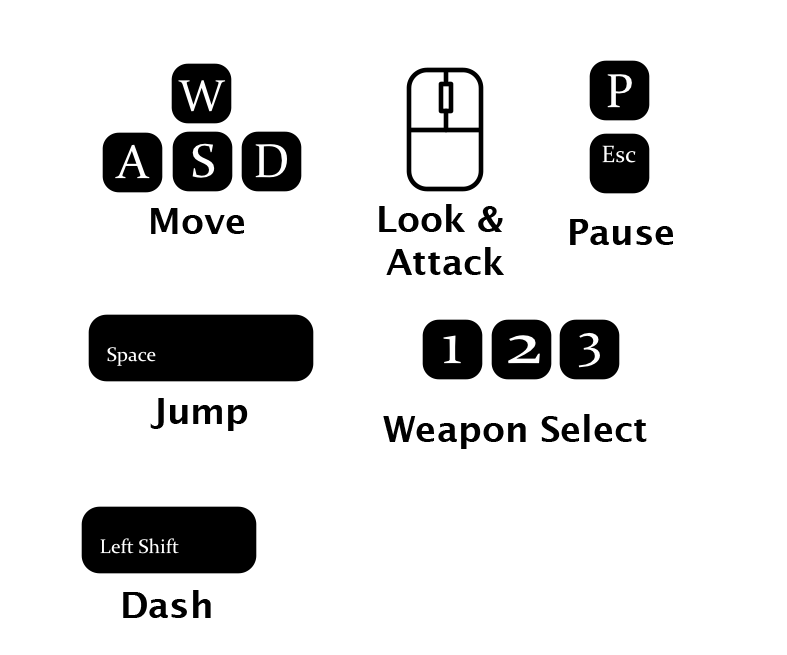 W
A S D
Move
Look &
Attack
P
Esc
Pause
Space
Jump
1 2 3
Weapon Select
Left Shift
Dash